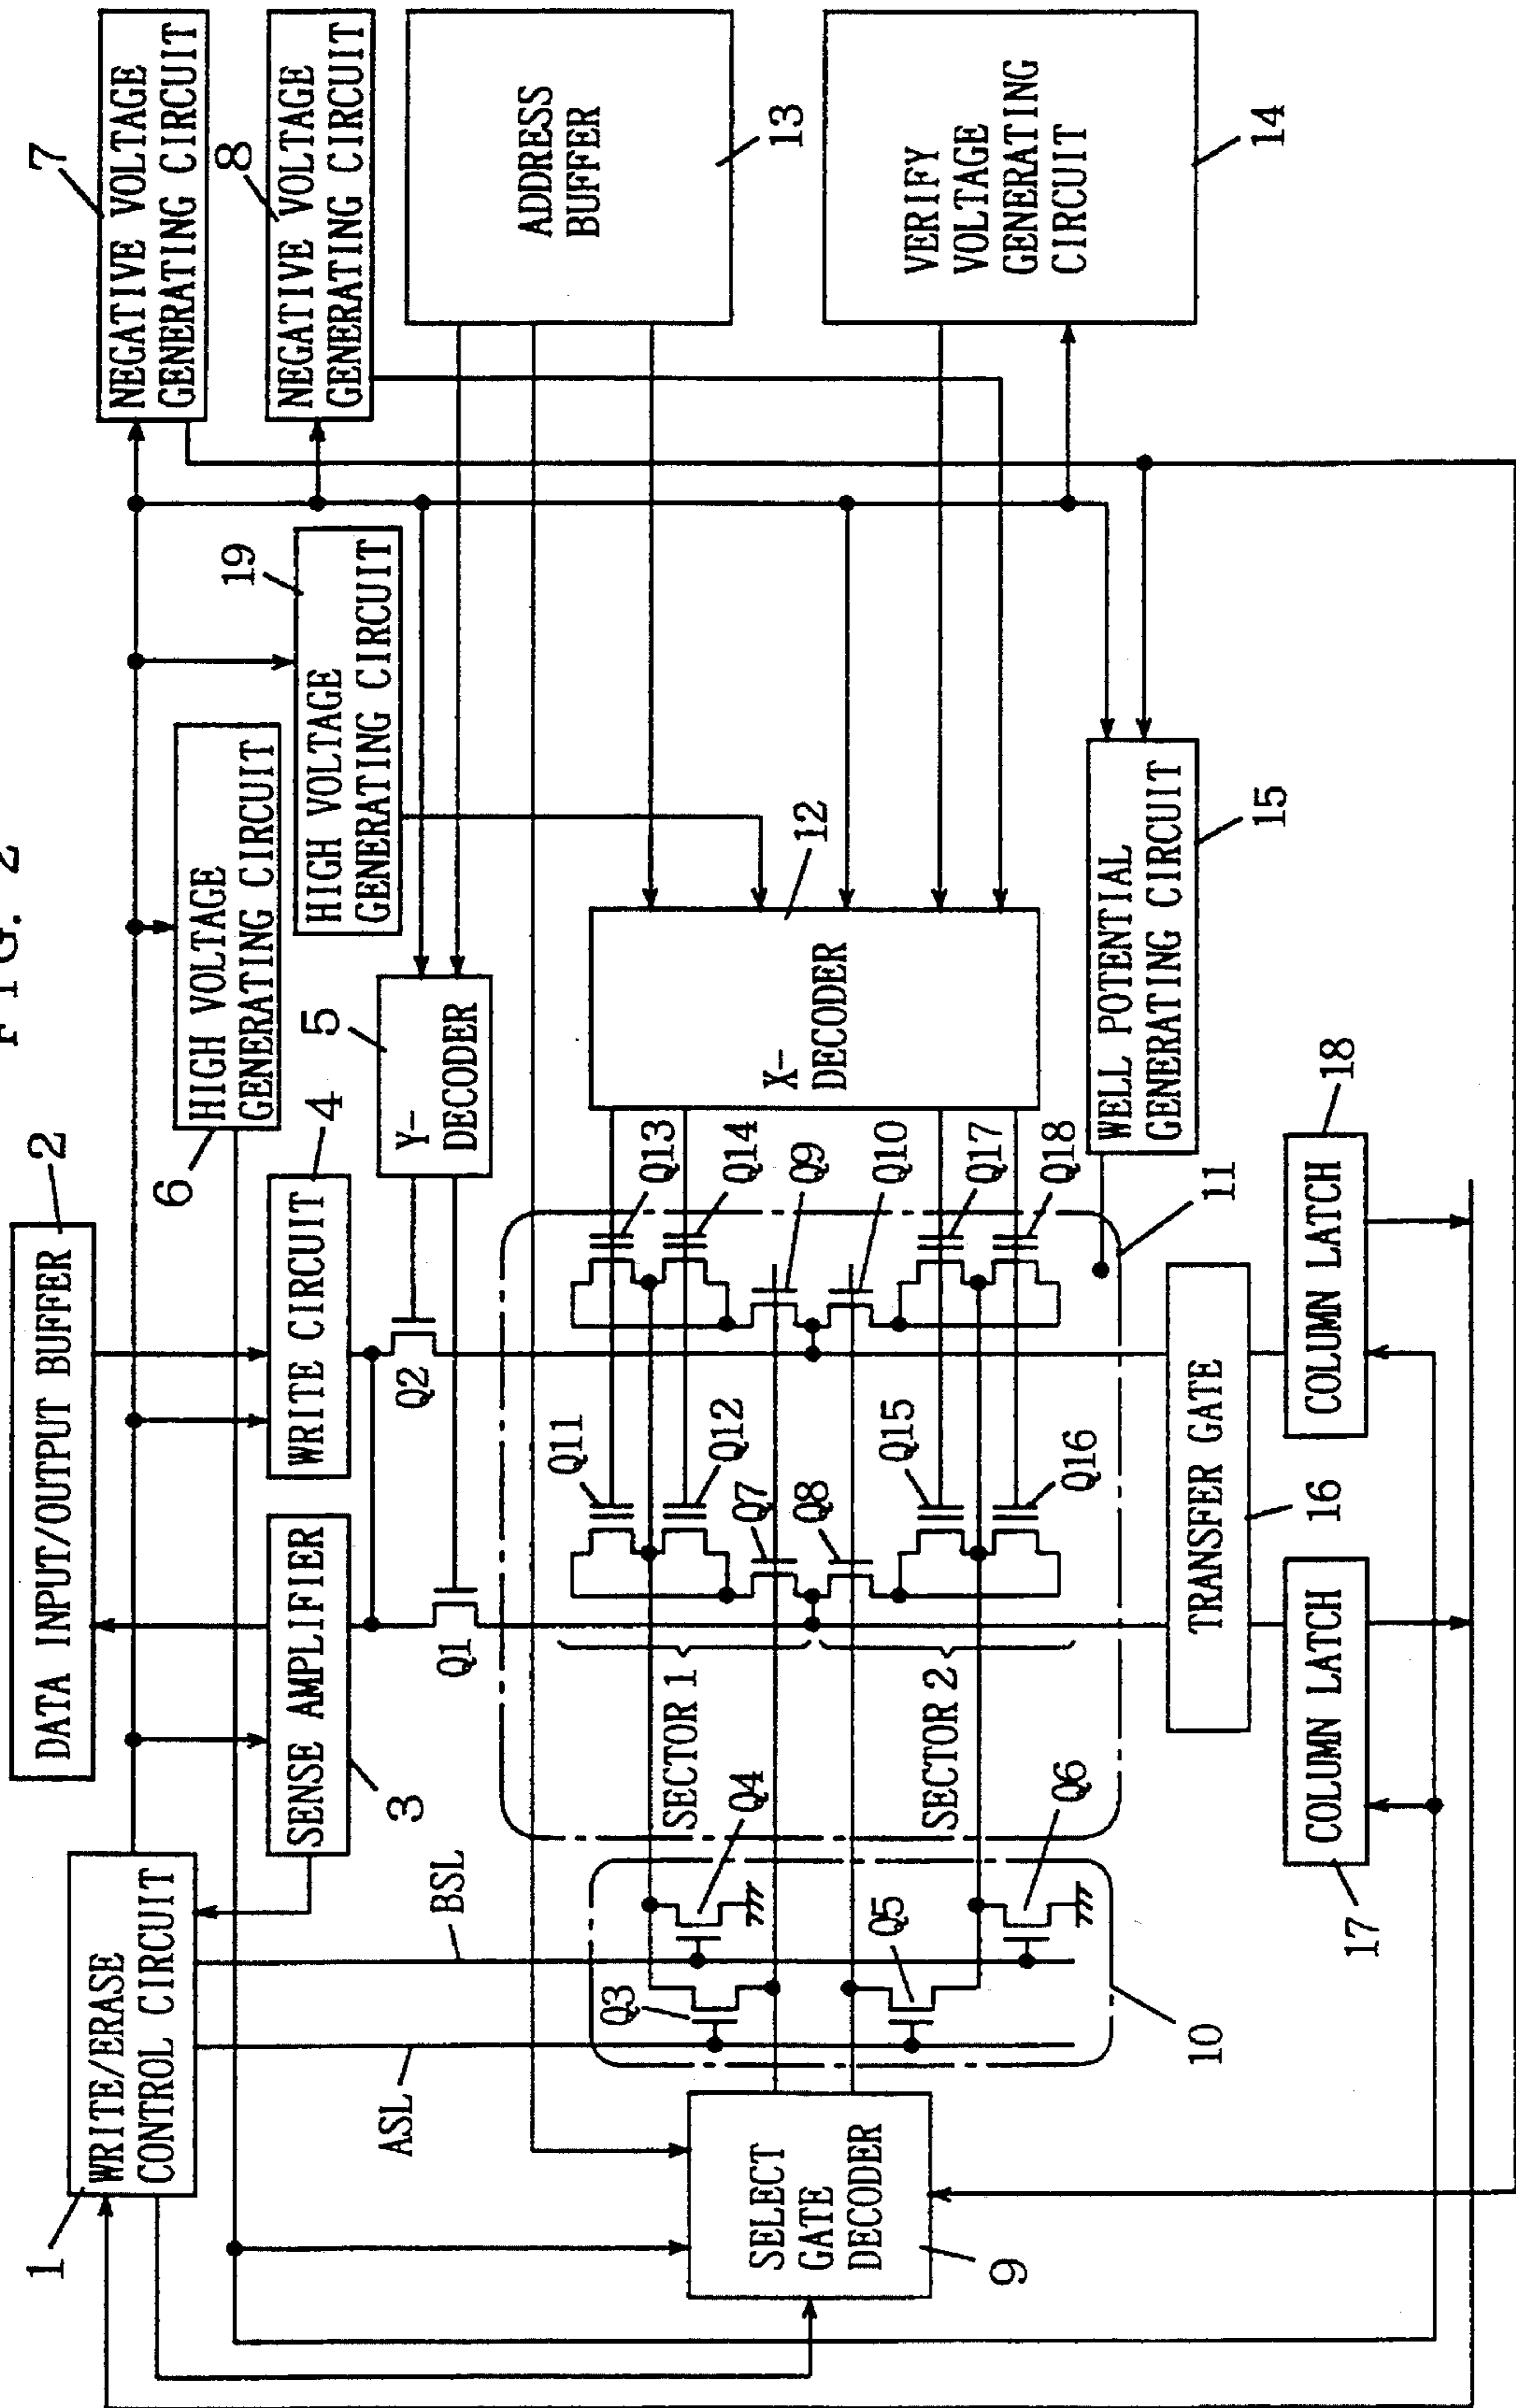 FIG. 2
DATA INPUT/OUTPUT BUFFER
2
WRITE/ERASE
CONTROL CIRCUIT
1
SENSE AMPLIFIER
3
WRITE CIRCUIT
4
HIGH VOLTAGE
GENERATING CIRCUIT
6
HIGH VOLTAGE
GENERATING CIRCUIT
19
NEGATIVE VOLTAGE
GENERATING CIRCUIT
7
NEGATIVE VOLTAGE
GENERATING CIRCUIT
8
Y-
DECODER
5
ADDRESS
BUFFER
13
VERIFY
VOLTAGE
GENERATING
CIRCUIT
14
ASL
BSL
Q1
Q2
SELECT
GATE
DECODER
9
Q3
Q4
Q5
Q6
10
SECTOR 1
SECTOR 2
Q11
Q12
Q7
Q8
Q15
Q16
Q13
Q14
Q9
Q10
Q17
Q18
11
X-
DECODER
12
WELL POTENTIAL
GENERATING CIRCUIT
15
TRANSFER GATE
16
COLUMN LATCH
17
COLUMN LATCH
18